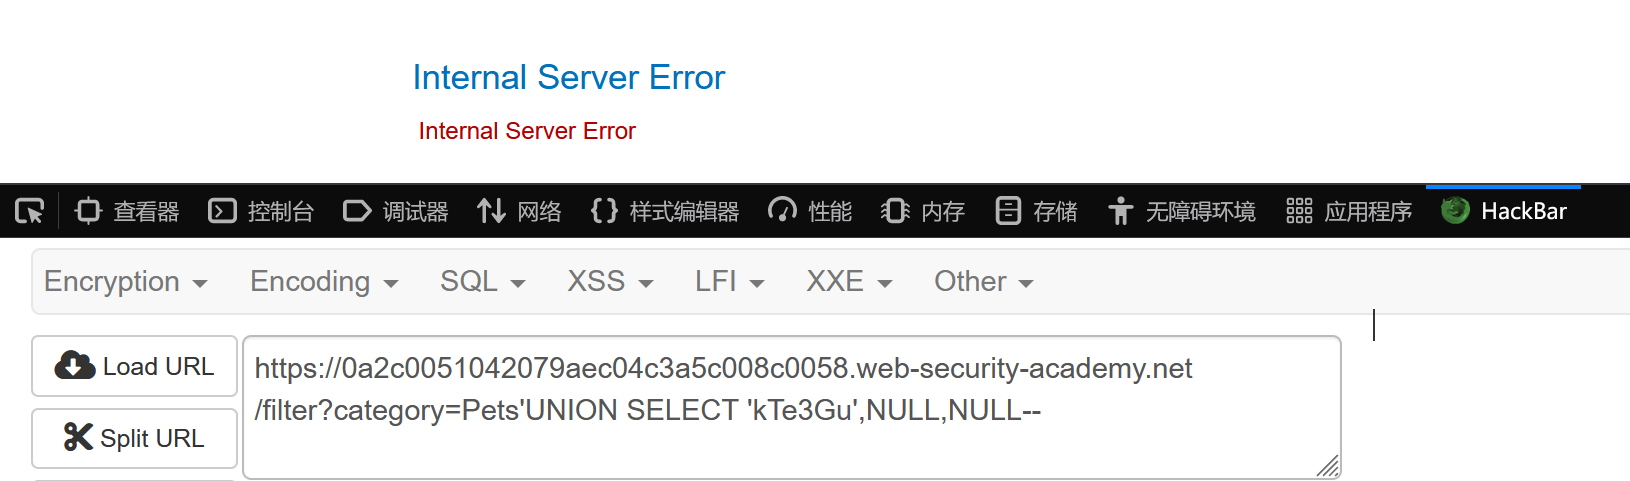 Internal Server Error
Internal Server Error
查看器 控制台 调试器 网络 样式编辑器 性能 内存 存储 无障碍环境 应用程序 HackBar
Encryption Encoding SQL XSS LFI XXE Other
Load URL
https://0a2c0051042079aec04c3a5c008c0058.web-security-academy.net
/filter?category=Pets'UNION SELECT 'kTe3Gu',NULL,NULL--
Split URL